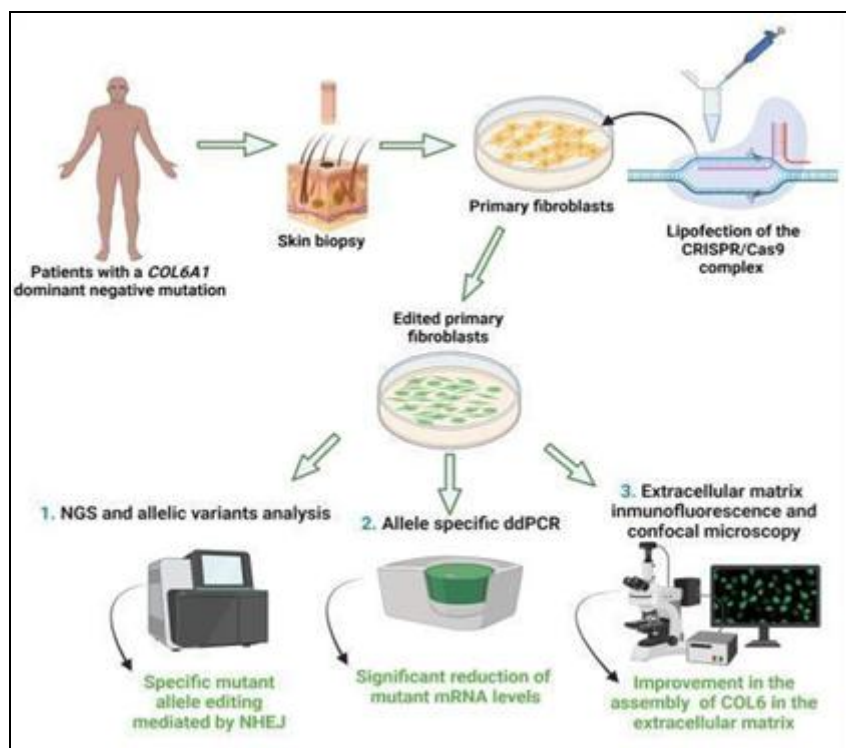 Patients with a COL6A1
dominant negative mutation
Skin biopsy
Primary fibroblasts
Lipofection of the
CRISPR/Cas9
complex
Edited primary
fibroblasts
1. NGS and allelic variants analysis
Specific mutant
allele editing
mediated by NHEJ
2. Allele specific ddPCR
Significant reduction of
mutant mRNA levels
3. Extracellular matrix
inmunofluorescence and
confocal microscopy
Improvement in the
assembly of COL6 in the
extracellular matrix